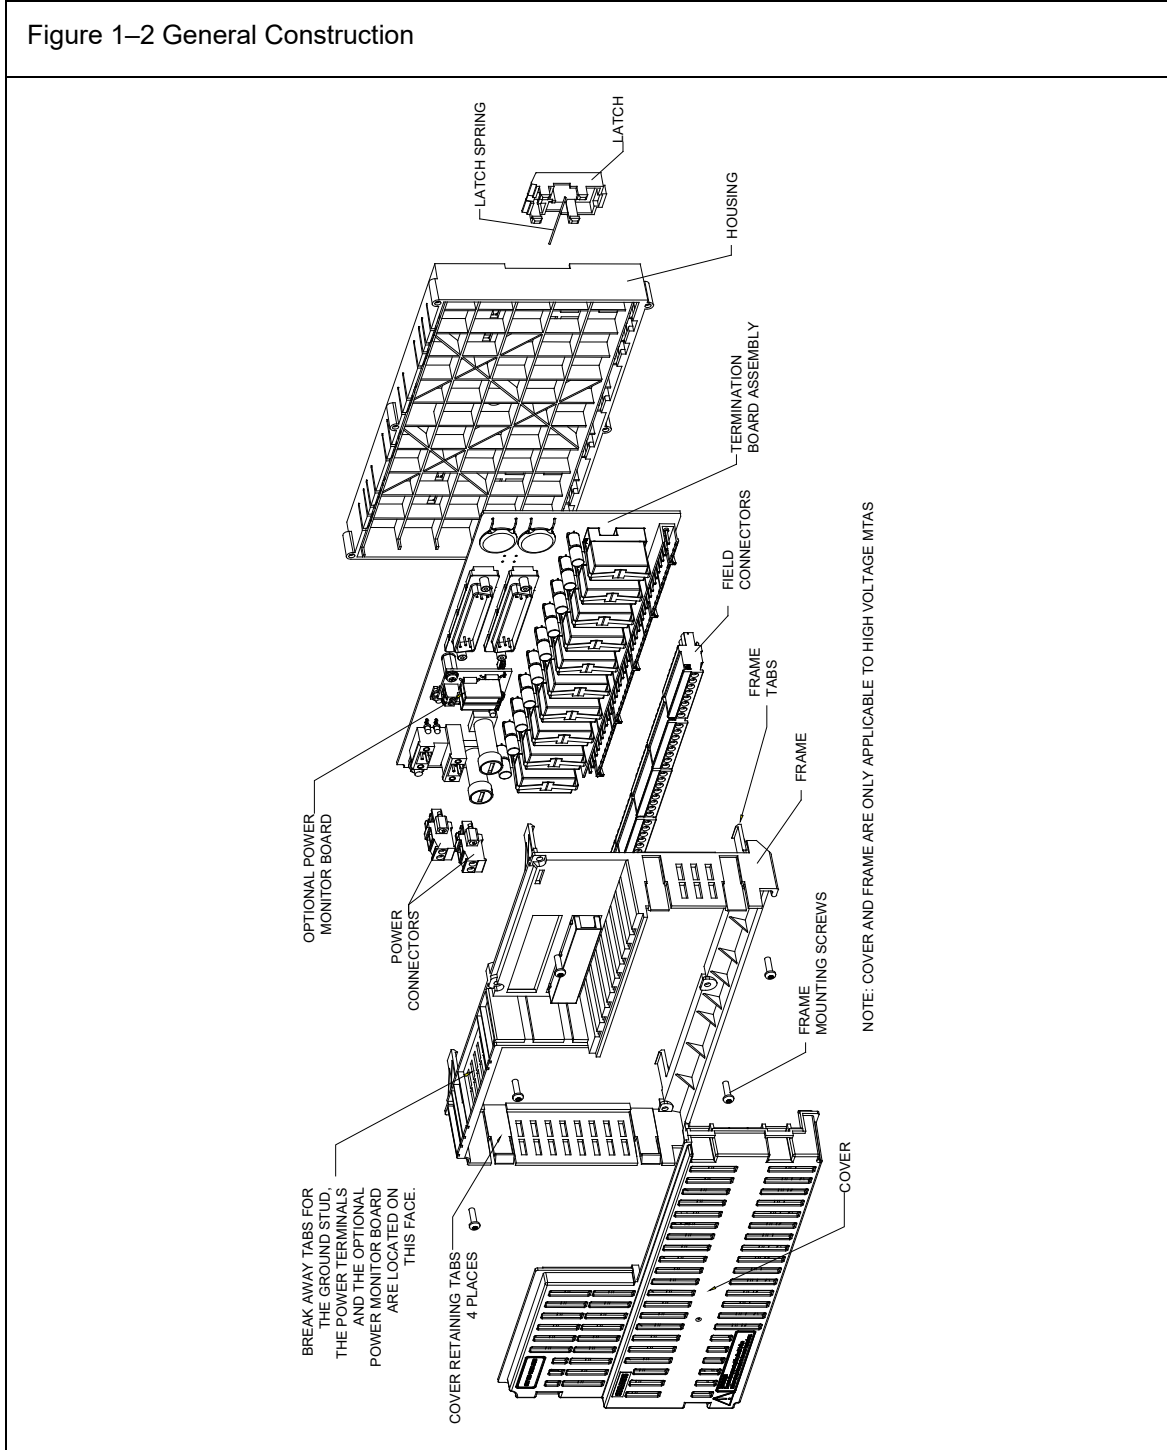 Figure 1–2 General Construction
LATCH SPRING
LATCH
HOUSING
TERMINATION
BOARD ASSEMBLY
FIELD
CONNECTORS
FRAME
TABS
FRAME
FRAME
MOUNTING SCREWS
NOTE: COVER AND FRAME ARE ONLY APPLICABLE TO HIGH VOLTAGE MTAS
OPTIONAL POWER
MONITOR BOARD
POWER
CONNECTORS
BREAK AWAY TABS FOR
THE GROUND STUD,
THE POWER TERMINALS
AND THE OPTIONAL
POWER MONITOR BOARD
ARE LOCATED ON
THIS FACE.
COVER RETAINING TABS
4 PLACES
COVER